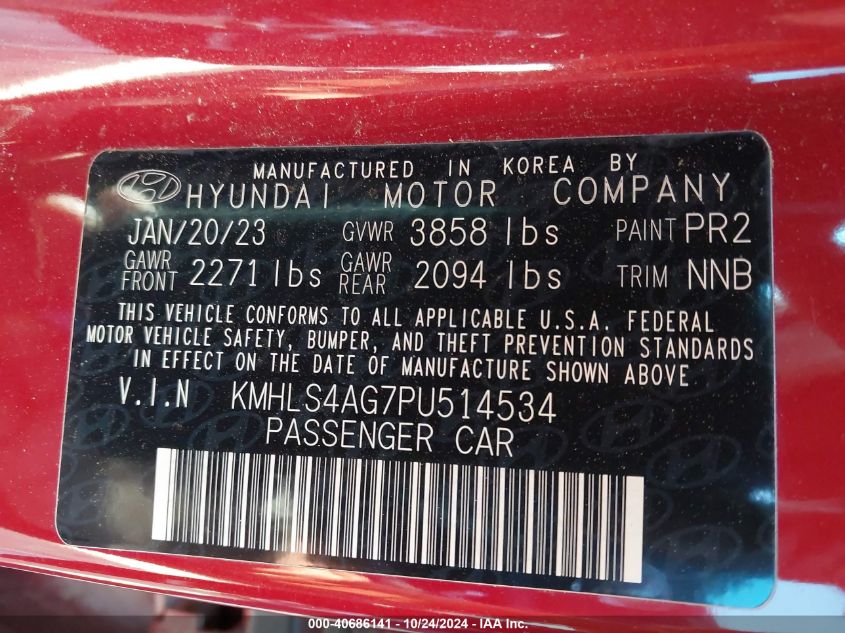 MANUFACTURED IN KOREA BY
HYUNDAI MOTOR COMPANY
JAN/20/23 GVWR 3858 lbs PAINT PR2
GAWR FRONT 2271 lbs GAWR REAR 2094 lbs TRIM NNB
THIS VEHICLE CONFORMS TO ALL APPLICABLE U.S.A. FEDERAL
MOTOR VEHICLE SAFETY, BUMPER, AND THEFT PREVENTION STANDARDS
IN EFFECT ON THE DATE OF MANUFACTURE SHOWN ABOVE.
V.I.N KMHLS4AG7PU514534
PASSENGER CAR
000-40686141 - 10/24/2024 - IAA Inc.